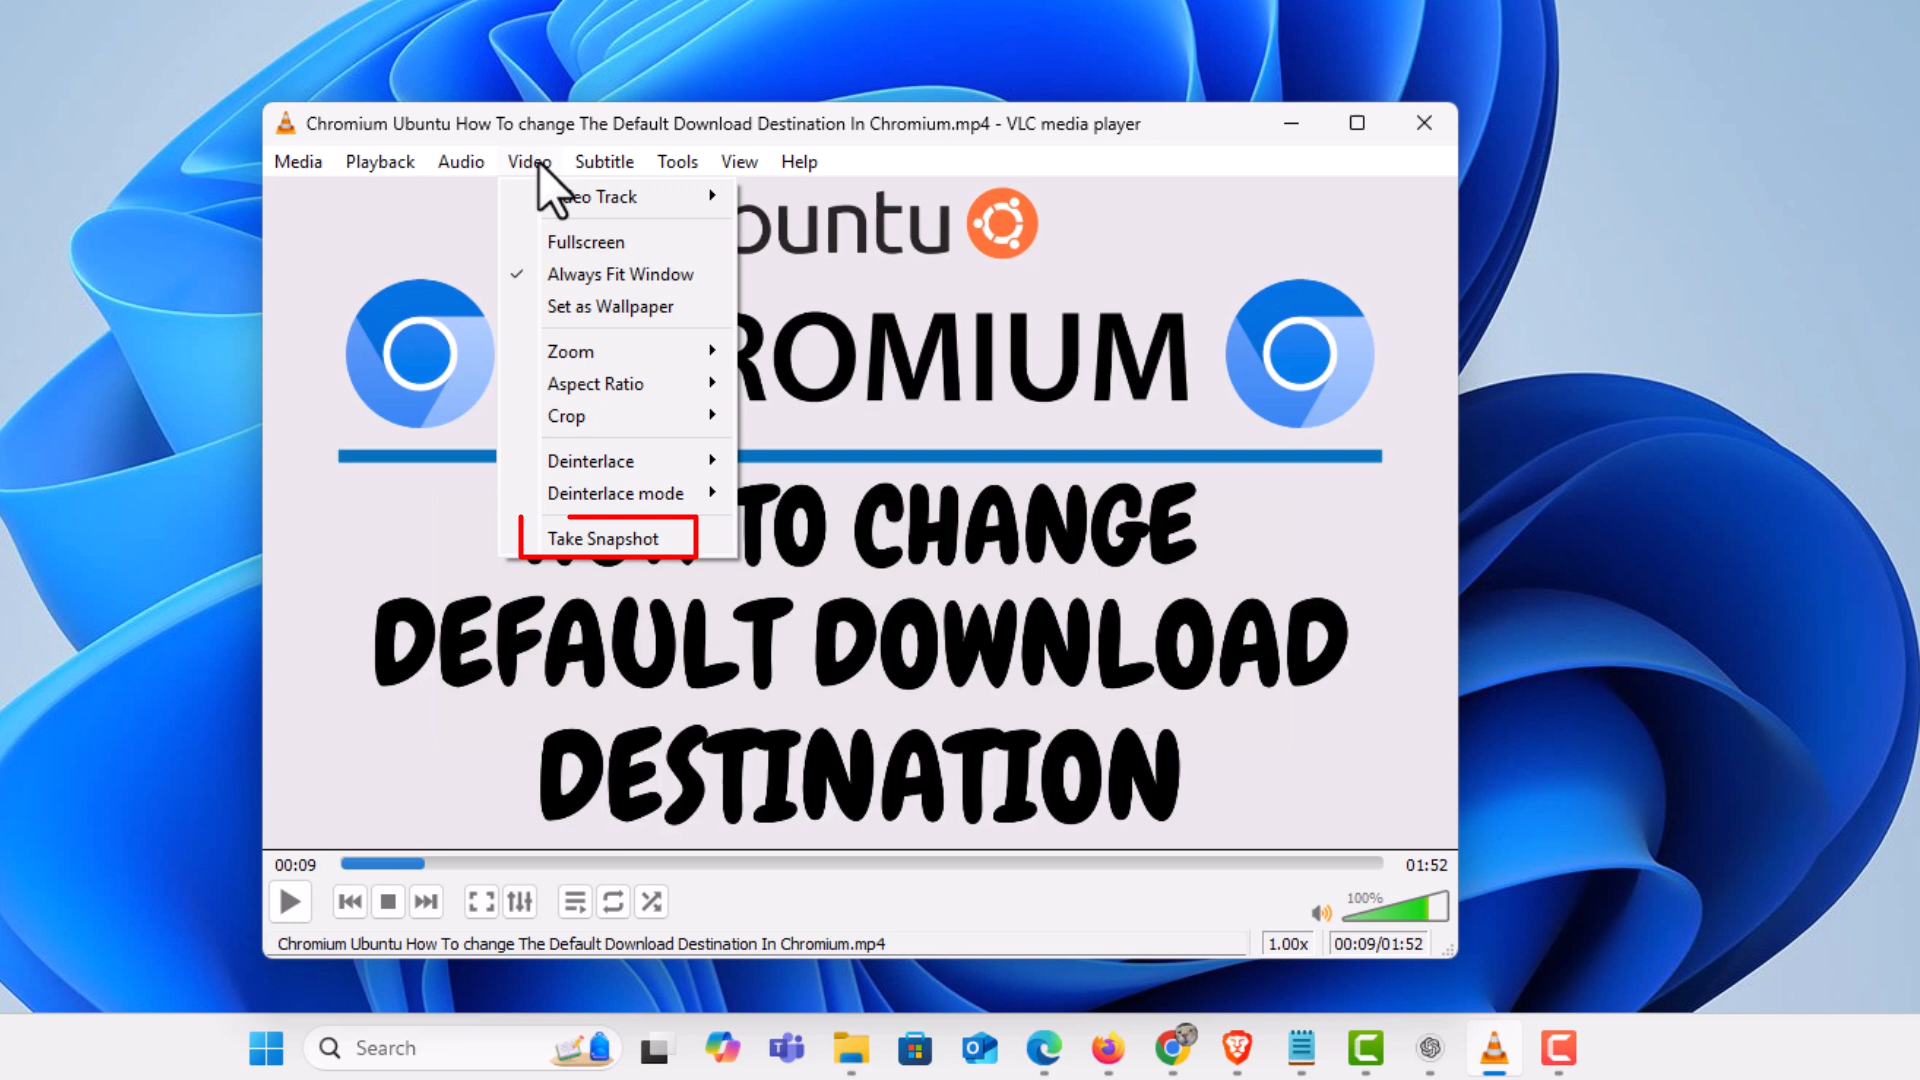 Chromium Ubuntu How To change The Default Download Destination In Chromium.mp4 - VLC media player
Media Playback Audio Video Subtitle Tools View Help
Track
Fullscreen
Always Fit Window
Set as Wallpaper
Zoom
Aspect Ratio
Crop
Deinterlace
Deinterlace mode
Take Snapshot
buntu
ROMIUM
TO CHANGE
DEFAULT DOWNLOAD
DESTINATION
00:09
01:52
100%
Chromium Ubuntu How To change The Default Download Destination In Chromium.mp4
1.00x
00:09/01:52
Search